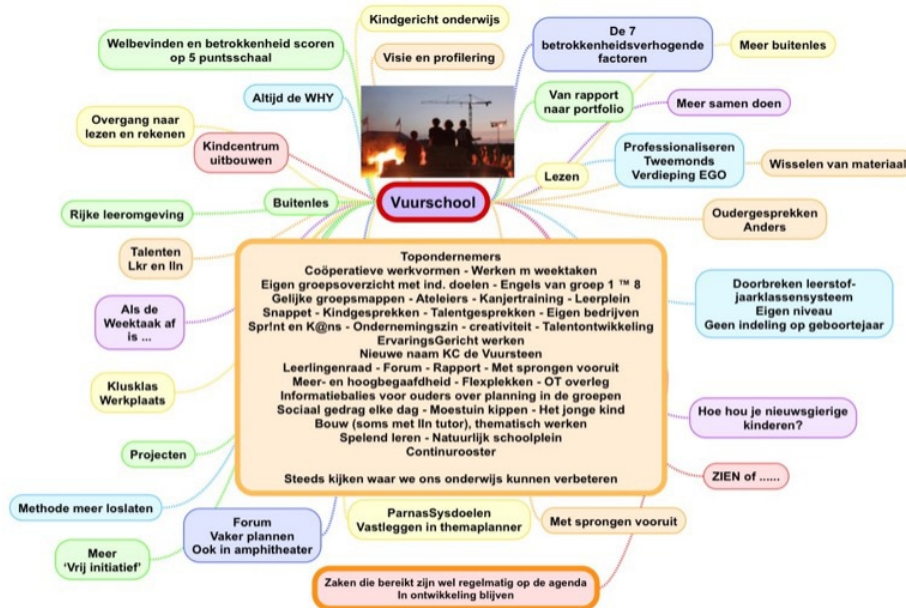 Kindgericht onderwijs
De 7
betrokkenheidsverhogende
factoren
Meer buitenles
Welbevinden en betrokkenheid scoren
op 5 puntsschaal
Visie en profilering
Altijd de WHY
Van rapport
naar portfolio
Meer samen doen
Overgang naar
lezen en rekenen
Kindcentrum
uitbouwen
Professionaliseren
Tweemonds
Verdieping EGO
Wisselen van materiaal
Lezen
Vuurschool
Buitenles
Rijke leeromgeving
Oudergesprekken
Anders
Talenten
Lkr en lln
Topondernemers
Coöperatieve werkvormen - Werken m weektaken
Eigen groepsoverzicht met ind. doelen - Engels van groep 1 ™ 8
Gelijke groepsmappen - Ateleiers - Kanjertraining - Leerplein
Snappet - Kindgesprekken - Talentgesprekken - Eigen bedrijven
Spr!nt en K@ns - Ondernemingszin - creativiteit - Talentontwikkeling
ErvaringsGericht werken
Nieuwe naam KC de Vuursteen
Leerlingenraad - Forum - Rapport - Met sprongen vooruit
Meer- en hoogbegaafdheid - Flexplekken - OT overleg
Informatiebalies voor ouders over planning in de groepen
Sociaal gedrag elke dag - Moestuin kippen - Het jonge kind
Bouw (soms met lln tutor), thematisch werken
Spelend leren - Natuurlijk schoolplein
Continurooster
Steeds kijken waar we ons onderwijs kunnen verbeteren
Doorbreken leerstof-
jaarklassensysteem
Eigen niveau
Geen indeling op geboortejaar
Als de
Weektaak af
is ...
Klusklas
Werkplaats
Hoe hou je nieuwsgierige
kinderen?
Projecten
ZIEN of ......
Methode meer loslaten
Forum
Vaker plannen
Ook in amphitheater
ParnasSysdoelen
Vastleggen in themaplanner
Met sprongen vooruit
Meer
‘Vrij initiatief’
Zaken die bereikt zijn wel regelmatig op de agenda
In ontwikkeling blijven